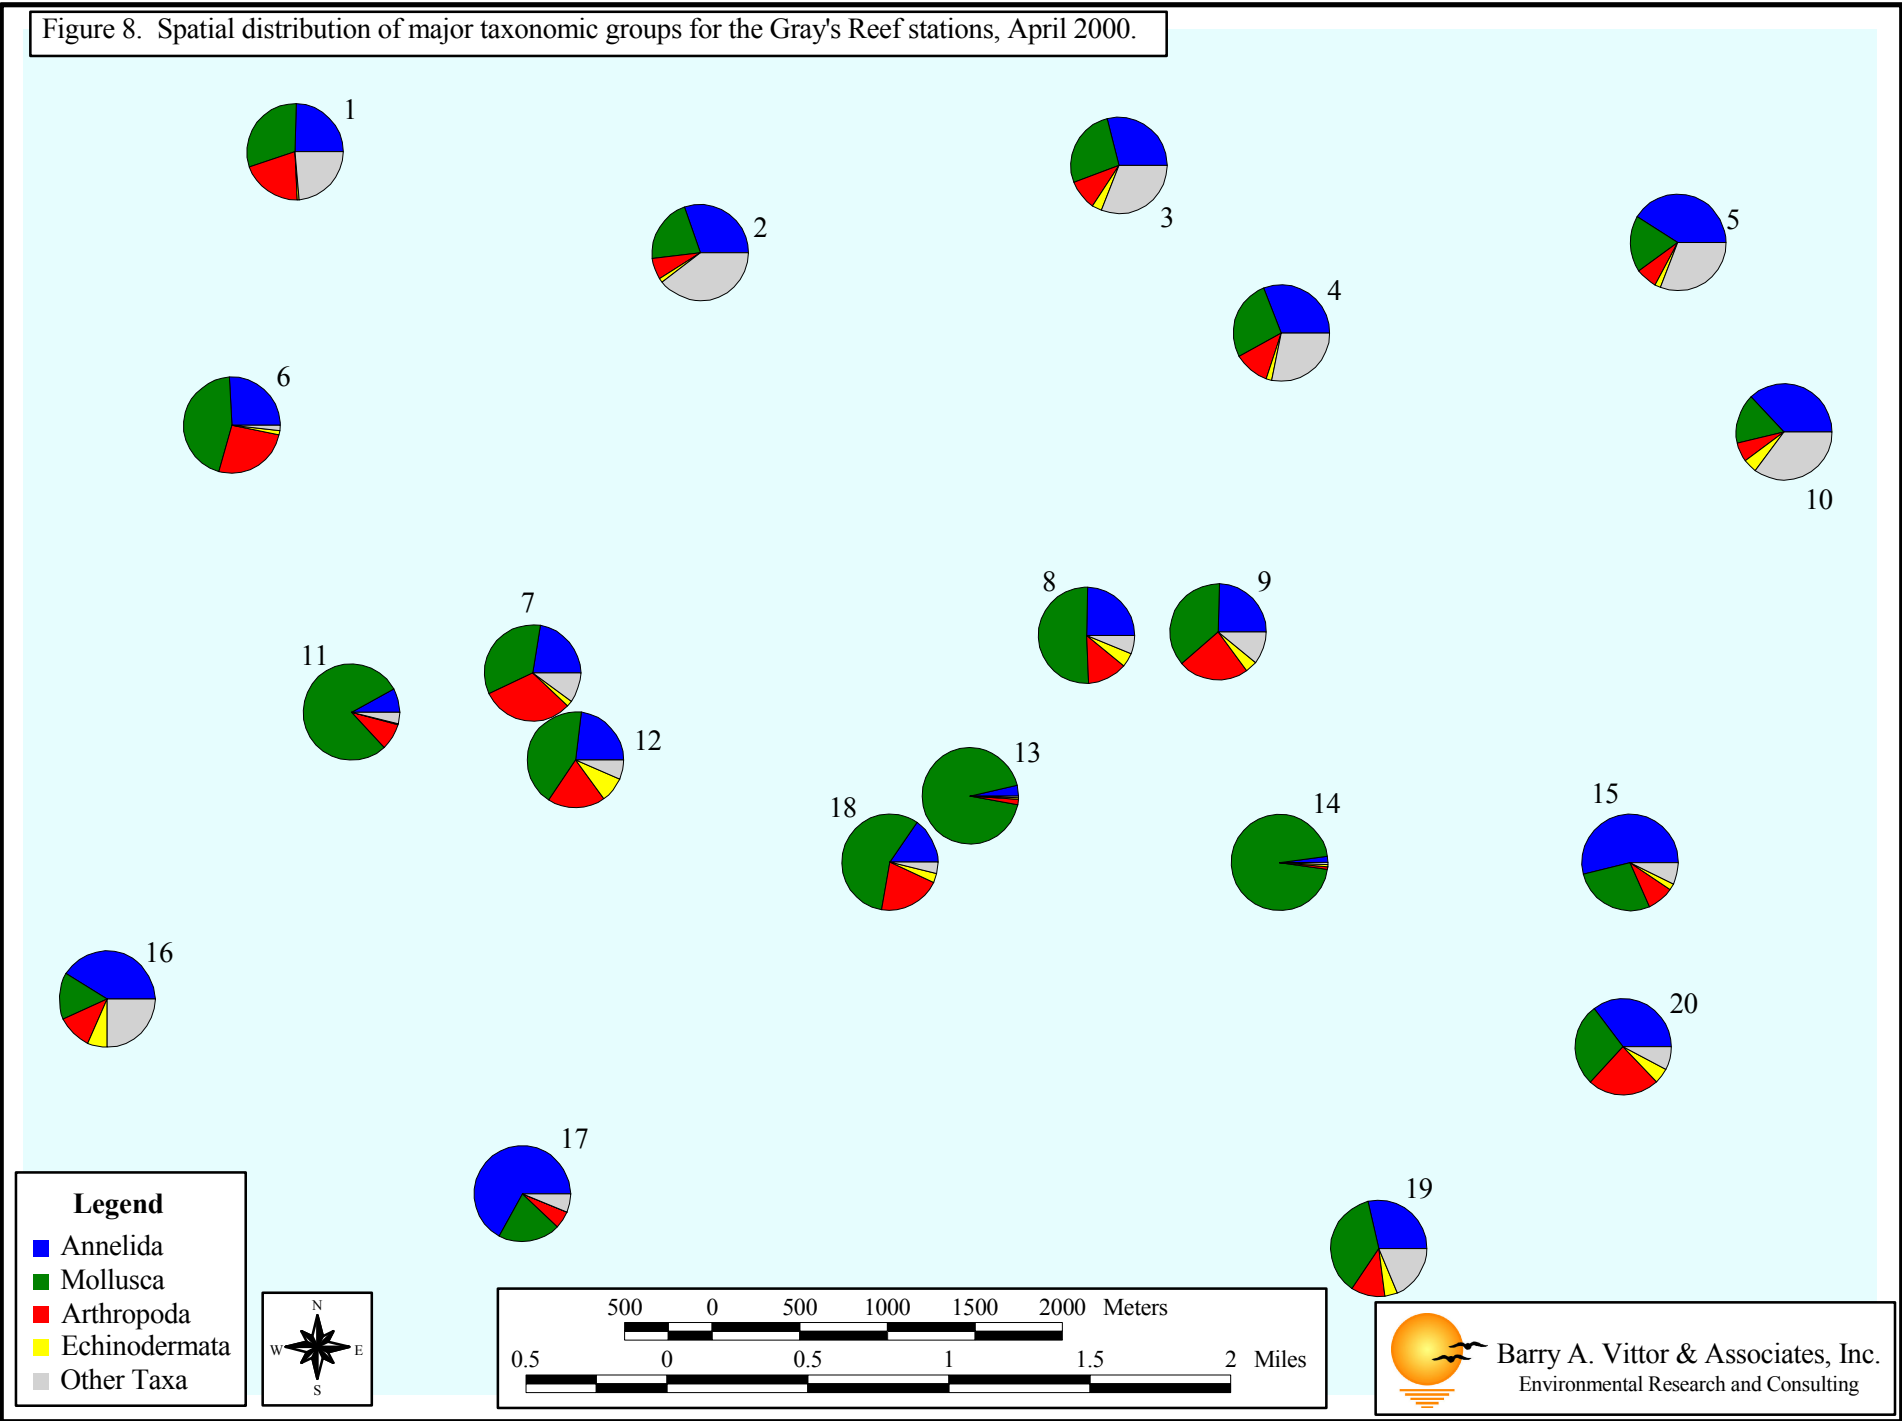 Figure 8.  Spatial distribution of major taxonomic groups for the Gray's Reef stations, April 2000.
1
2
3
4
5
6
7
8
9
10
11
12
13
14
15
16
17
18
19
20
Legend
Annelida
Mollusca
Arthropoda
Echinodermata
Other Taxa
N
W E
S
500 0 500 1000 1500 2000 Meters
0.5 0 0.5 1 1.5 2 Miles
Barry A. Vittor & Associates, Inc.
Environmental Research and Consulting